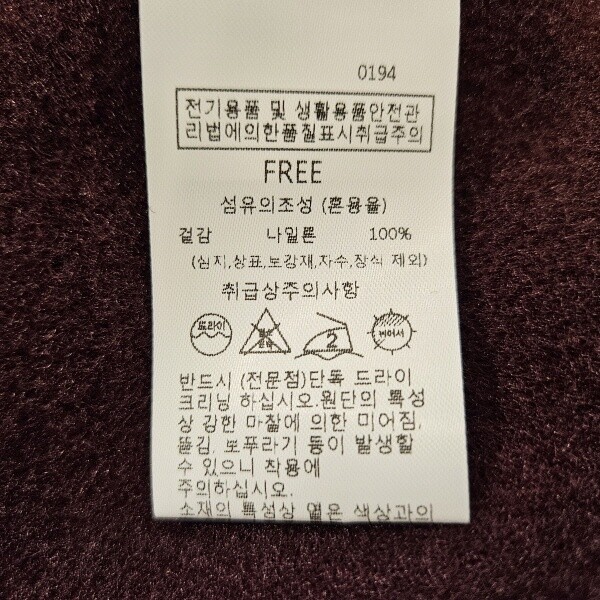 0194
전기용품 및 생활용품안전관
리법에의한품질표시취급주의
FREE
섬유의조성 (혼용율)
겉감 나일론 100%
(심지,상표,보강재,자수,장식 제외)
취급상주의사항
드라이 2 뉘어서
반드시 (전문점)단독 드라이
크리닝 하십시오.원단의 특성
상 강한 마찰에 의한 미어짐,
뜯김, 보푸라기 등이 발생할
수 있으니 착용에
주의하십시오.
소재의 특성상 옅은 색상과의